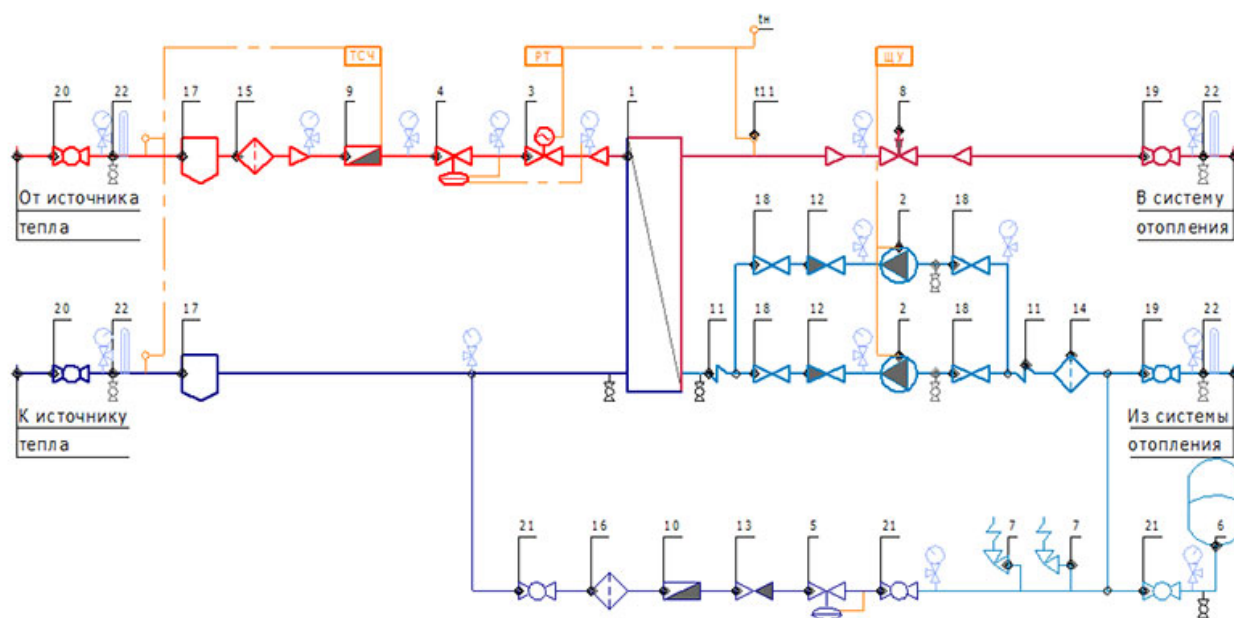 tн
ТСЧ
РТ
ЩУ
20
22
17
15
9
4
3
1
t11
8
19
22
От источника
тепла
В систему
отопления
18
12
2
18
20
22
17
11
18
12
2
18
11
14
19
22
К источнику
тепла
Из системы
отопления
21
16
10
13
5
21
7
7
21
6